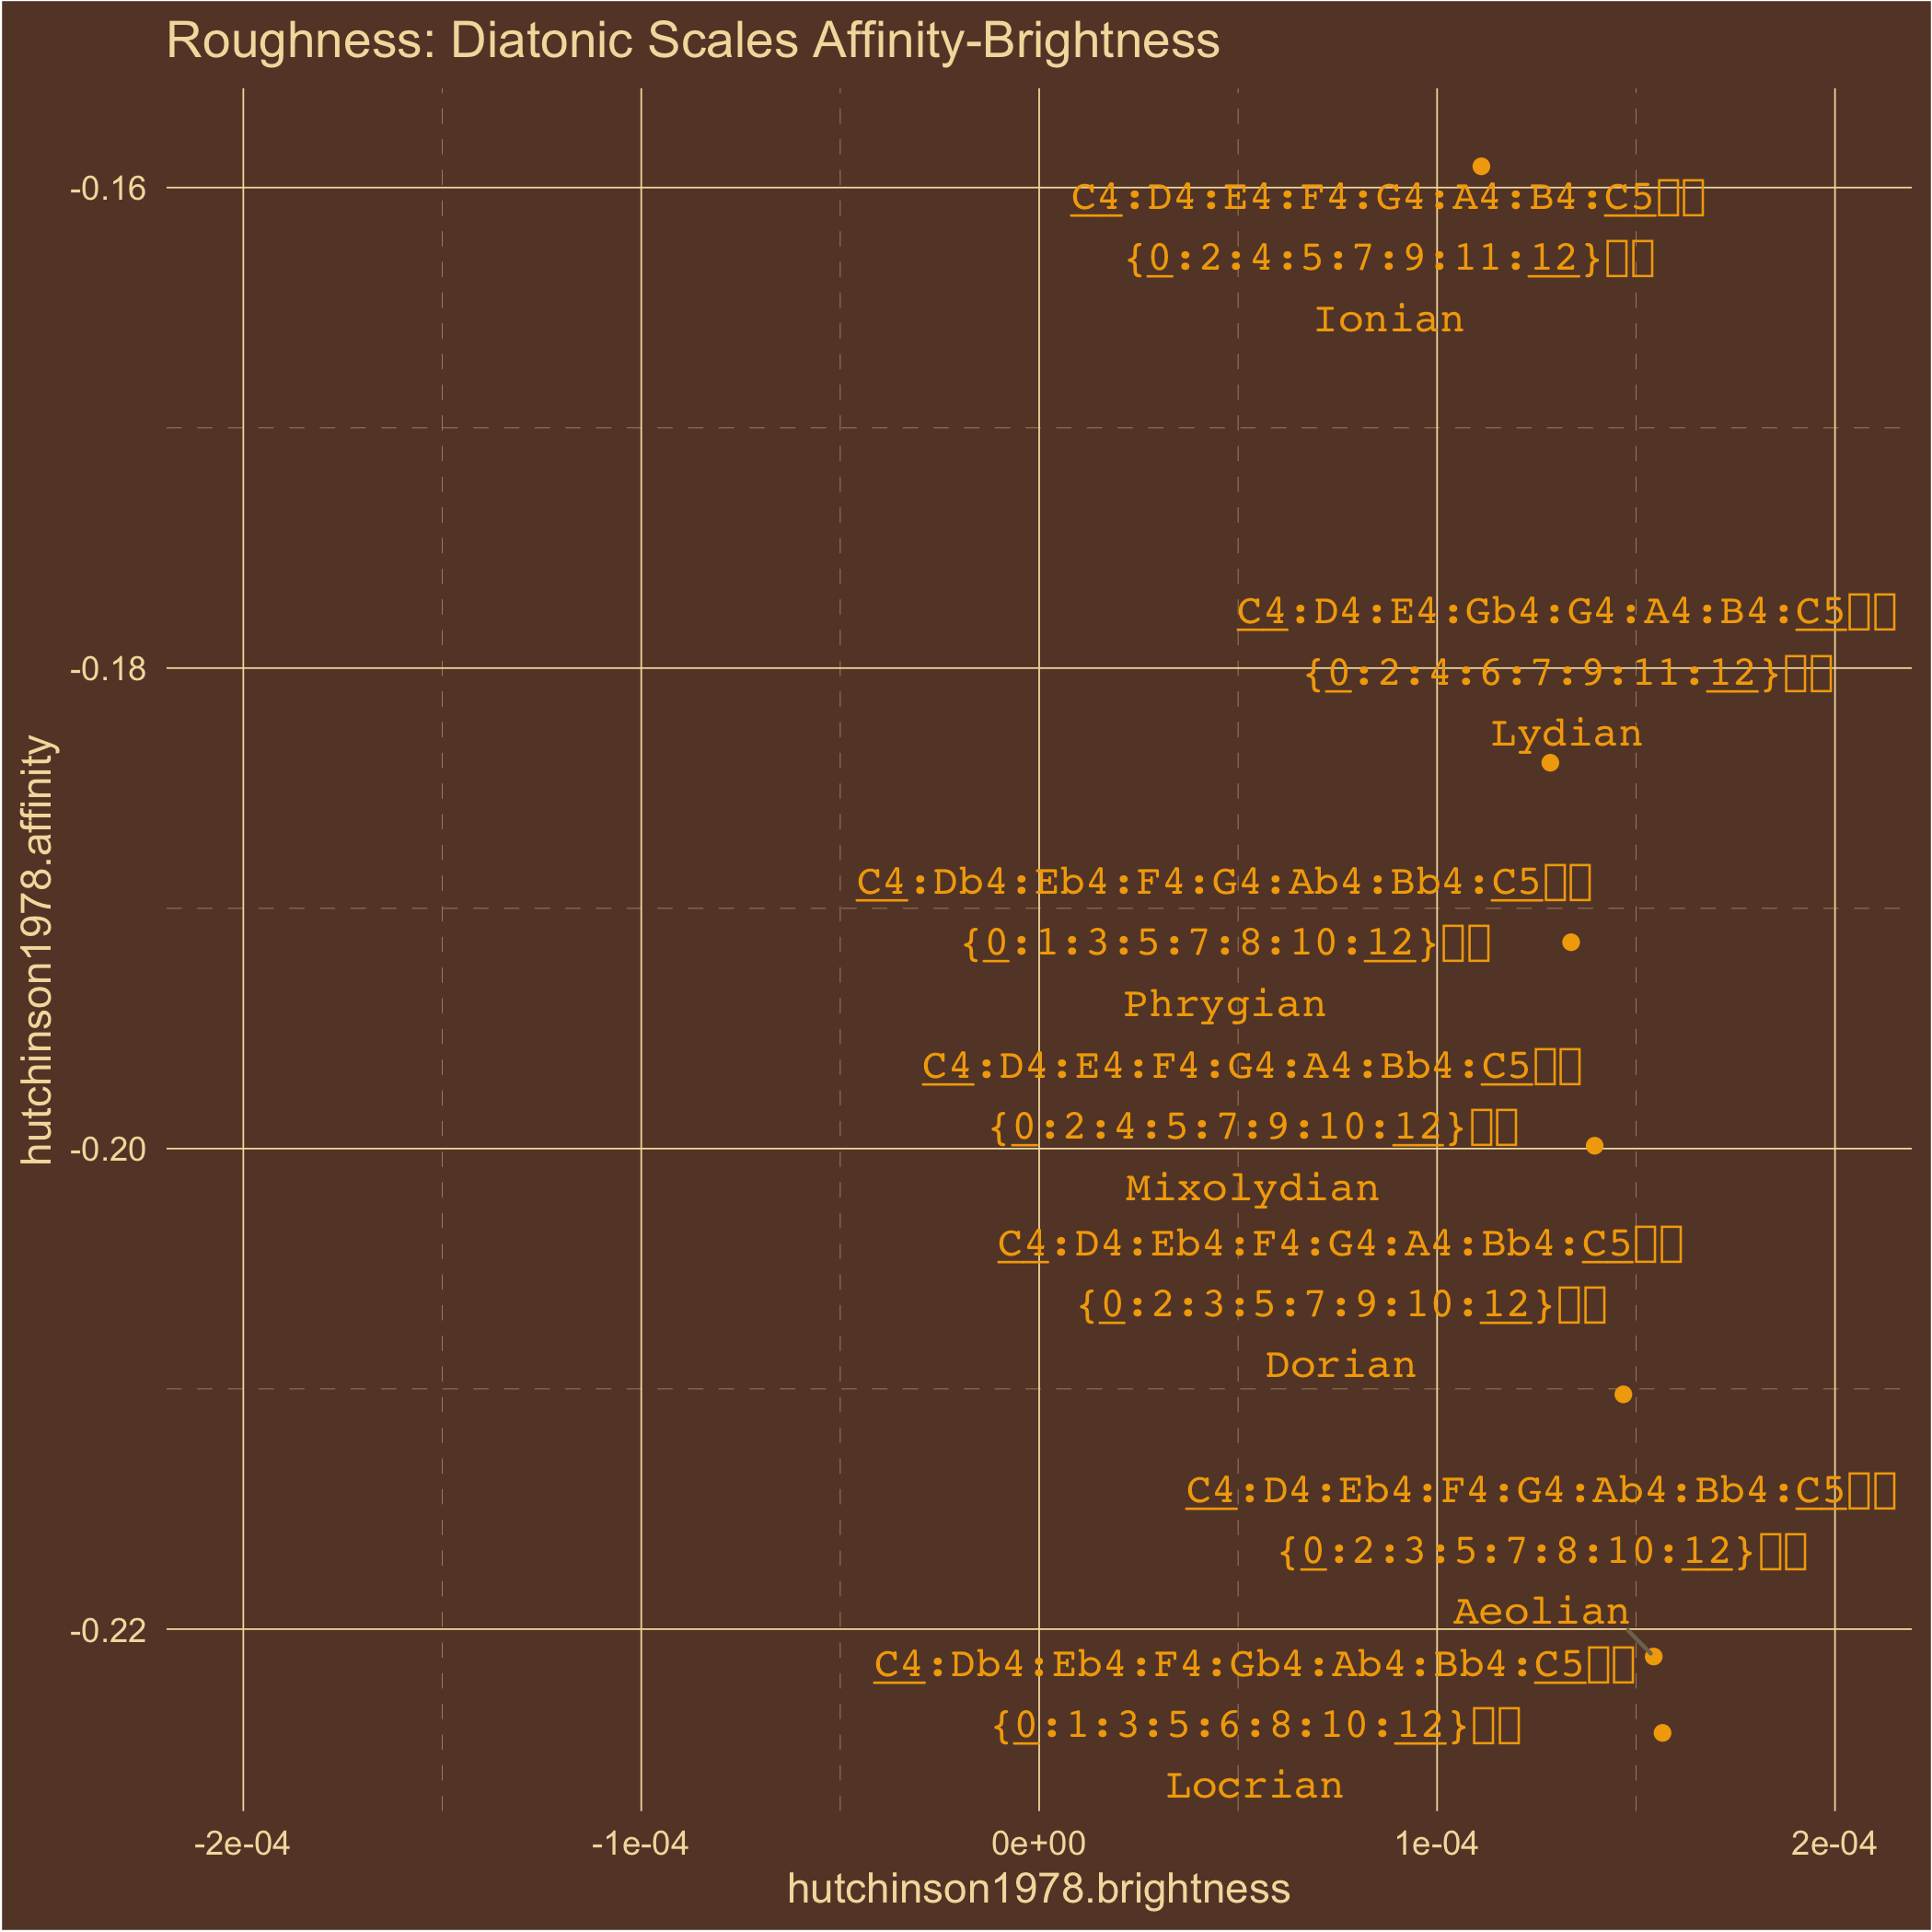 Roughness: Diatonic Scales Affinity-Brightness
hutchinson1978.affinity
-0.16
-0.18
-0.20
-0.22
C4:D4:E4:F4:G4:A4:B4:C5
{0:2:4:5:7:9:11:12}
Ionian
C4:D4:E4:Gb4:G4:A4:B4:C5
{0:2:4:6:7:9:11:12}
Lydian
C4:Db4:Eb4:F4:G4:Ab4:Bb4:C5
{0:1:3:5:7:8:10:12}
Phrygian
C4:D4:E4:F4:G4:A4:Bb4:C5
{0:2:4:5:7:9:10:12}
Mixolydian
C4:D4:Eb4:F4:G4:A4:Bb4:C5
{0:2:3:5:7:9:10:12}
Dorian
C4:D4:Eb4:F4:G4:Ab4:Bb4:C5
{0:2:3:5:7:8:10:12}
Aeolian
C4:Db4:Eb4:F4:Gb4:Ab4:Bb4:C5
{0:1:3:5:6:8:10:12}
Locrian
-2e-04
-1e-04
0e+00
1e-04
2e-04
hutchinson1978.brightness